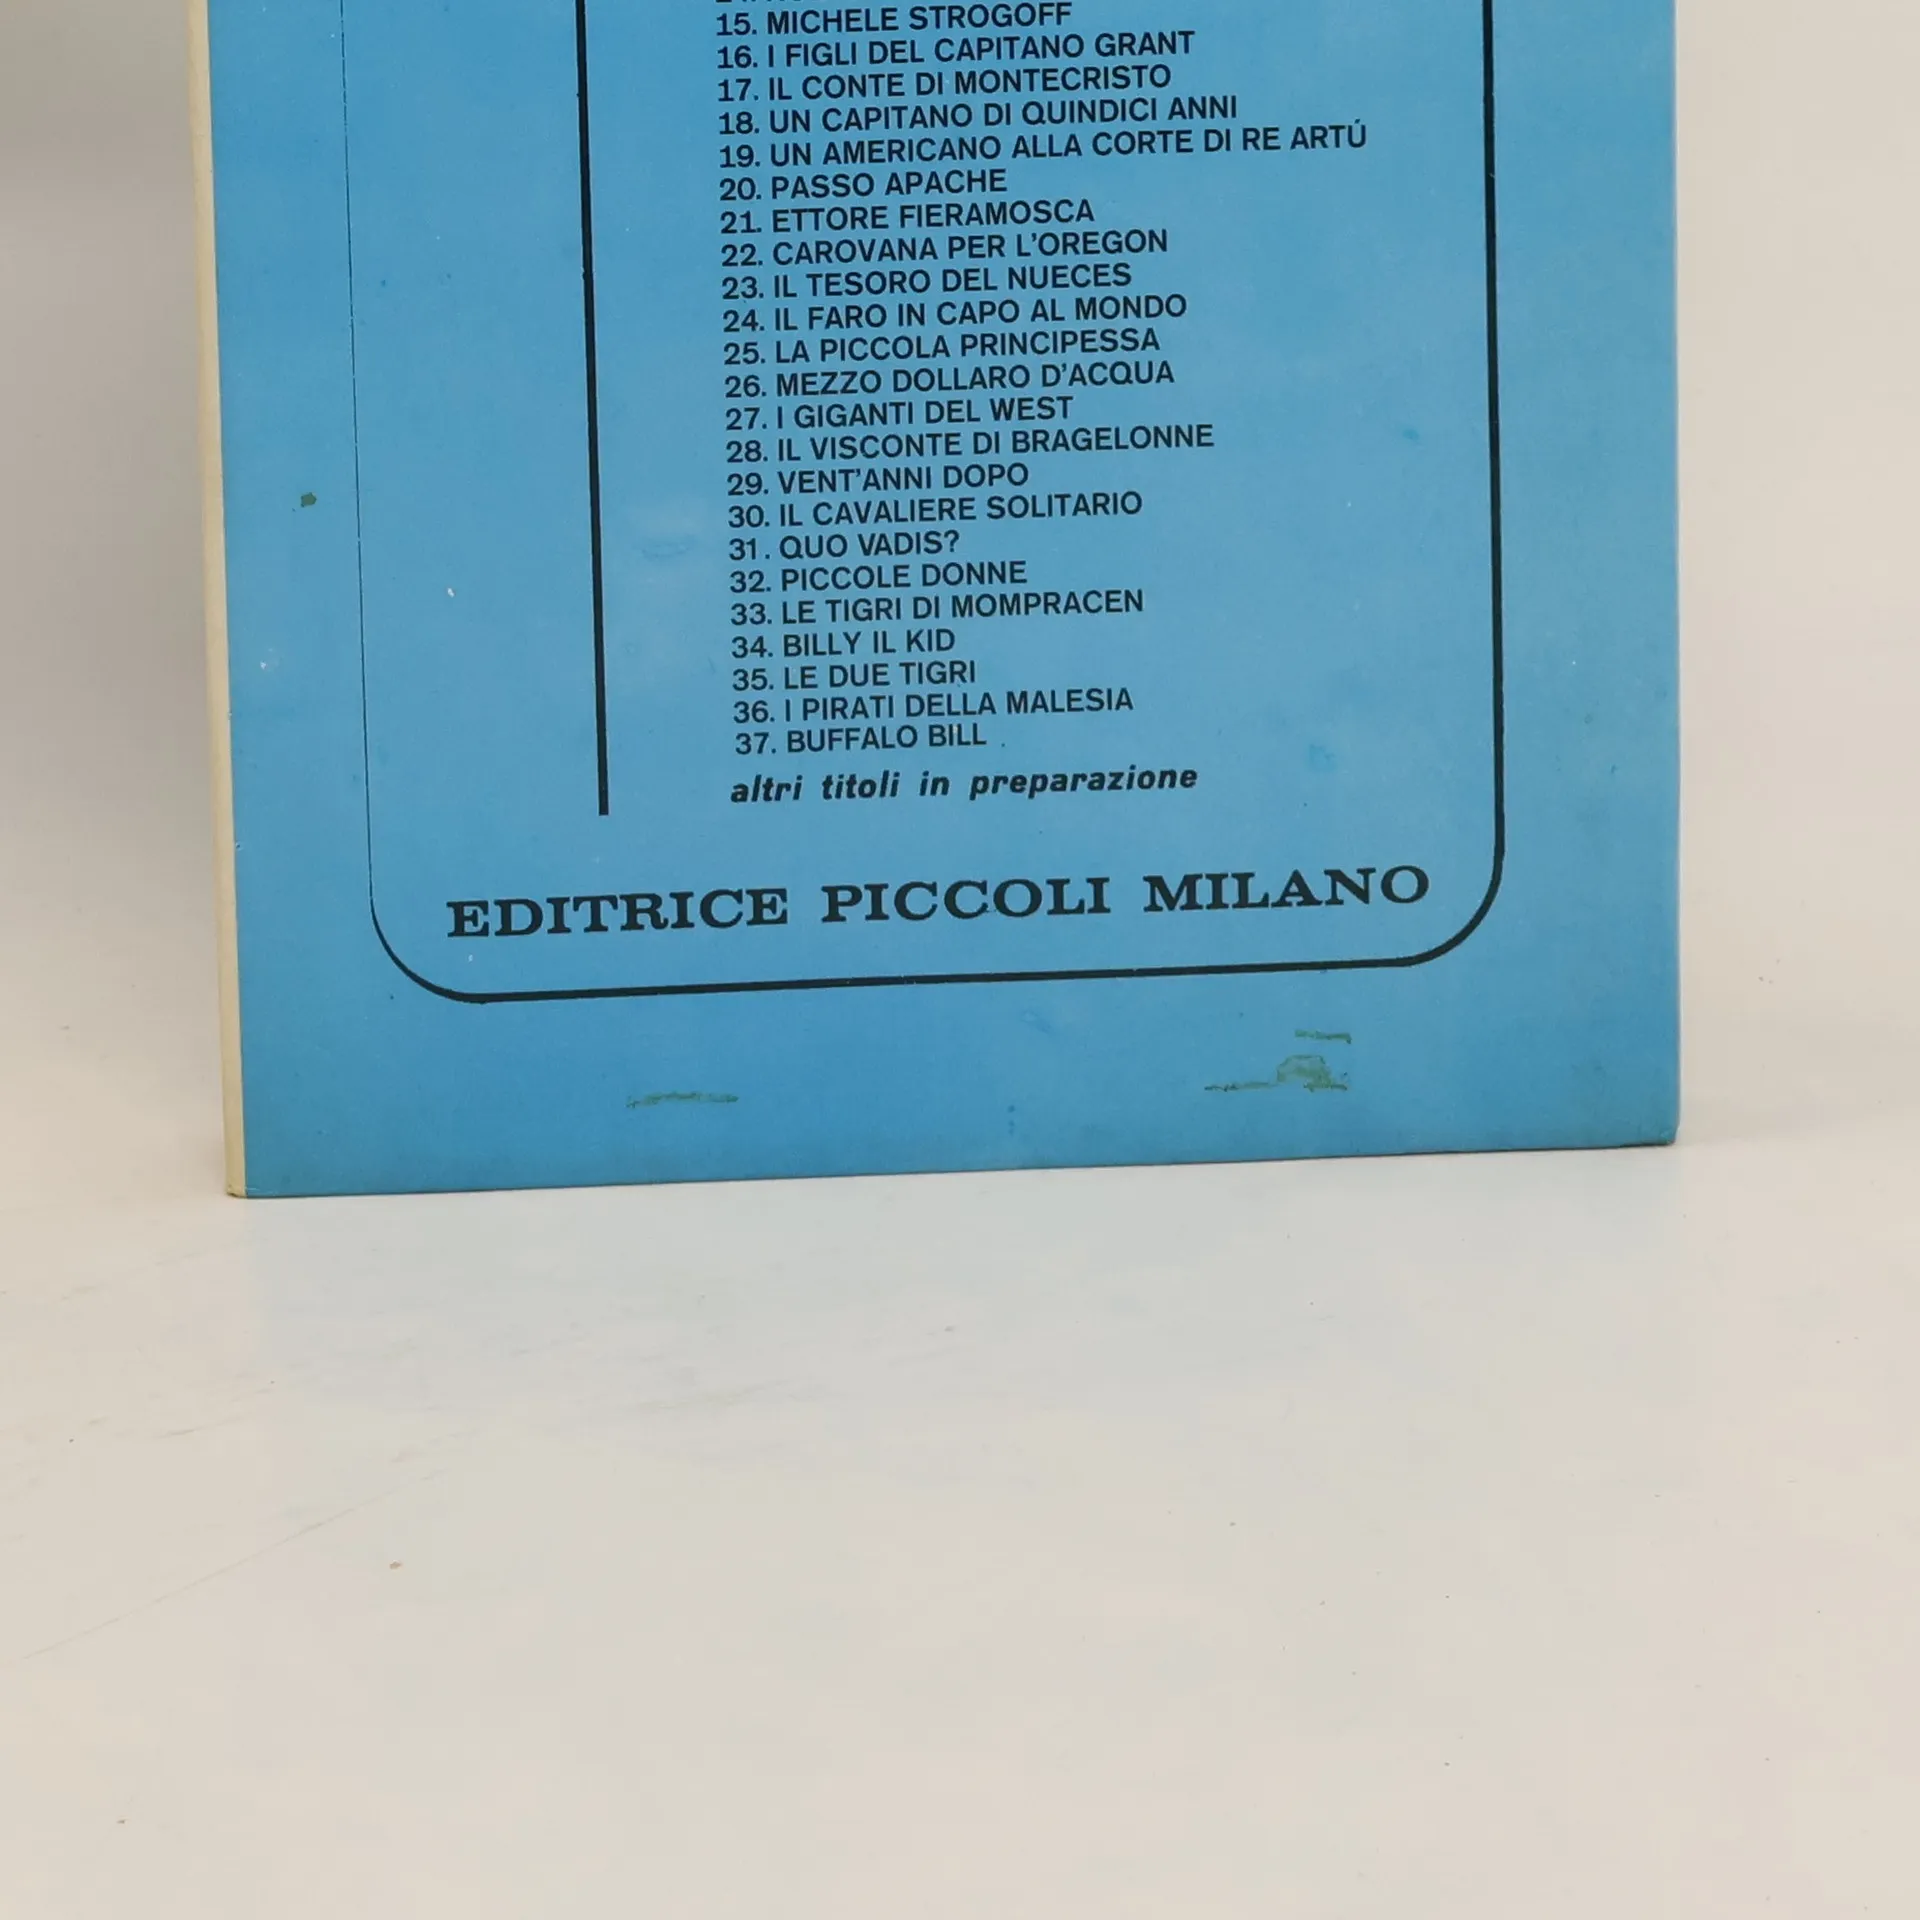 15. MICHELE STROGOFF
16. I FIGLI DEL CAPITANO GRANT
17. IL CONTE DI MONTECRISTO
18. UN CAPITANO DI QUINDICI ANNI
19. UN AMERICANO ALLA CORTE DI RE ARTÚ
20. PASSO APACHE
21. ETTORE FIERAMOSCA
22. CAROVANA PER L'OREGON
23. IL TESORO DEL NUECES
24. IL FARO IN CAPO AL MONDO
25. LA PICCOLA PRINCIPESSA
26. MEZZO DOLLARO D'ACQUA
27. I GIGANTI DEL WEST
28. IL VISCONTE DI BRAGELONNE
29. VENT'ANNI DOPO
30. IL CAVALIERE SOLITARIO
31. QUO VADIS?
32. PICCOLE DONNE
33. LE TIGRI DI MOMPRACEN
34. BILLY IL KID
35. LE DUE TIGRI
36. I PIRATI DELLA MALESIA
37. BUFFALO BILL
altri titoli in preparazione
EDITRICE PICCOLI MILANO